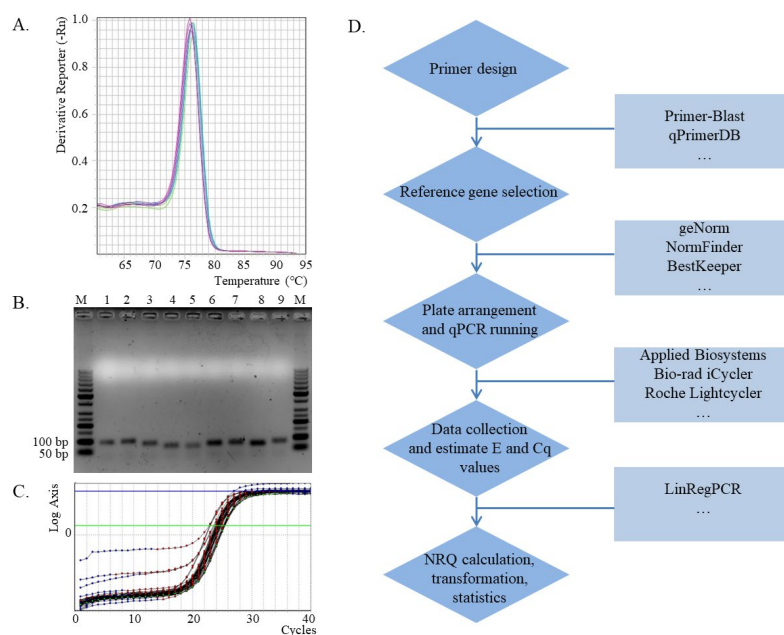 A.
Derivative Reporter (-Rn)
1.0
0.8
0.6
0.4
0.2
65 70 75 80 85 90 95
Temperature (℃)
B.
M 1 2 3 4 5 6 7 8 9 M
100 bp
50 bp
C.
Log Axis
0
0 10 20 30 40
Cycles
D.
Primer design
Primer-Blast
qPrimerDB
…
Reference gene selection
geNorm
NormFinder
BestKeeper
…
Plate arrangement
and qPCR running
Applied Biosystems
Bio-rad iCycler
Roche Lightcycler
…
Data collection
and estimate E and Cq
values
LinRegPCR
…
NRQ calculation,
transformation,
statistics